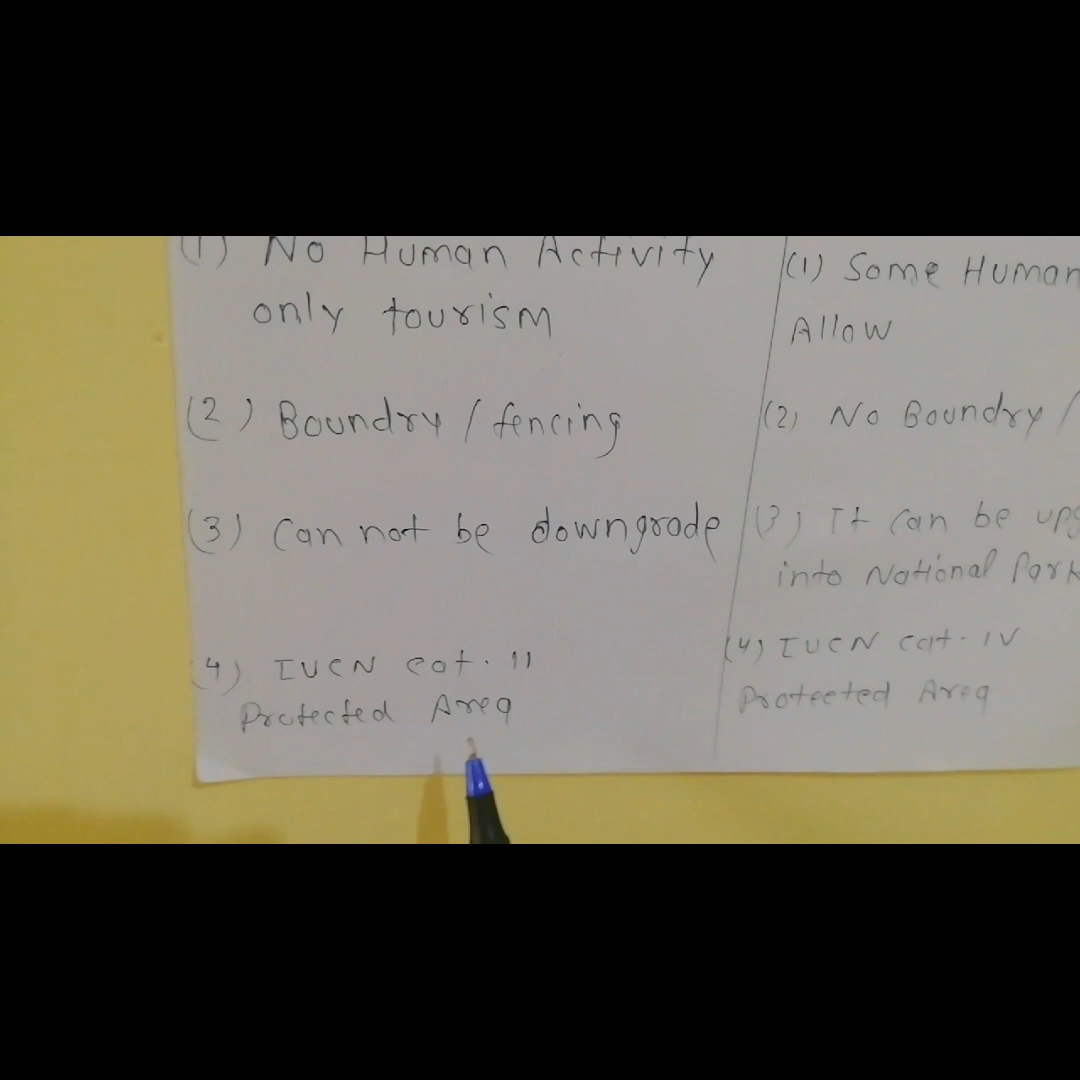 (1) No Human Activity
only tourism
(2) Boundry / fencing
(3) Can not be downgrade
(4) IUCN cat. II
Protected Area
(1) Some Human
Allow
(2) No Boundry /
(3) It can be
into National Park
(4) IUCN cat. IV
Protected Area